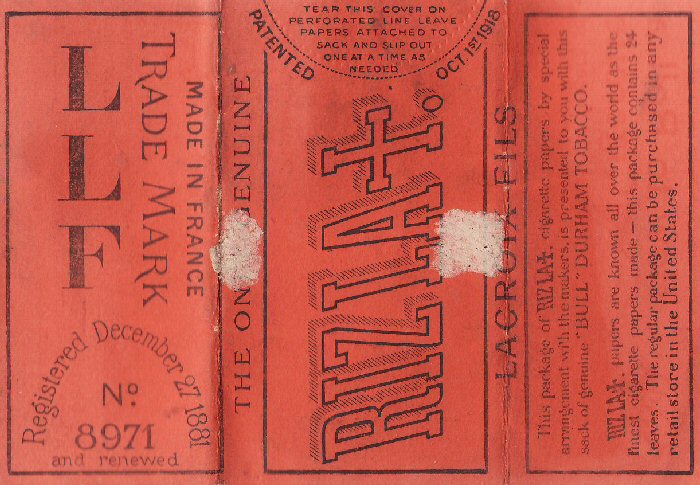 L
L
F
TRADE MARK
MADE IN FRANCE
Registered December 27 1881
No.
8971
and renewed
THE ON
ENUINE
TEAR THIS COVER ON
PERFORATED LINE LEAVE
PAPERS ATTACHED TO
SACK AND SLIP OUT
ONE AT A TIME AS
NEEDED
PATENTED
OCT 1ST 1918
RIZLA+.
LACROIX FILS
This package of RIZLA+. cigarette papers by special
arrangement with the makers, is presented to you with this
sack of genuine "BULL" DURHAM TOBACCO.
RIZLA+. papers are known all over the world as the
finest cigarette papers made — this package contains 24
leaves. The regular package can be purchased in any
retail store in the United States.